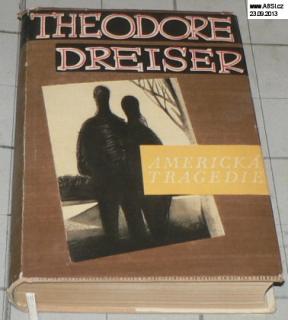 www.ABSI.cz
23.09.2013
THEODORE
DREISER
AMERICKÁ
TRAGEDIE